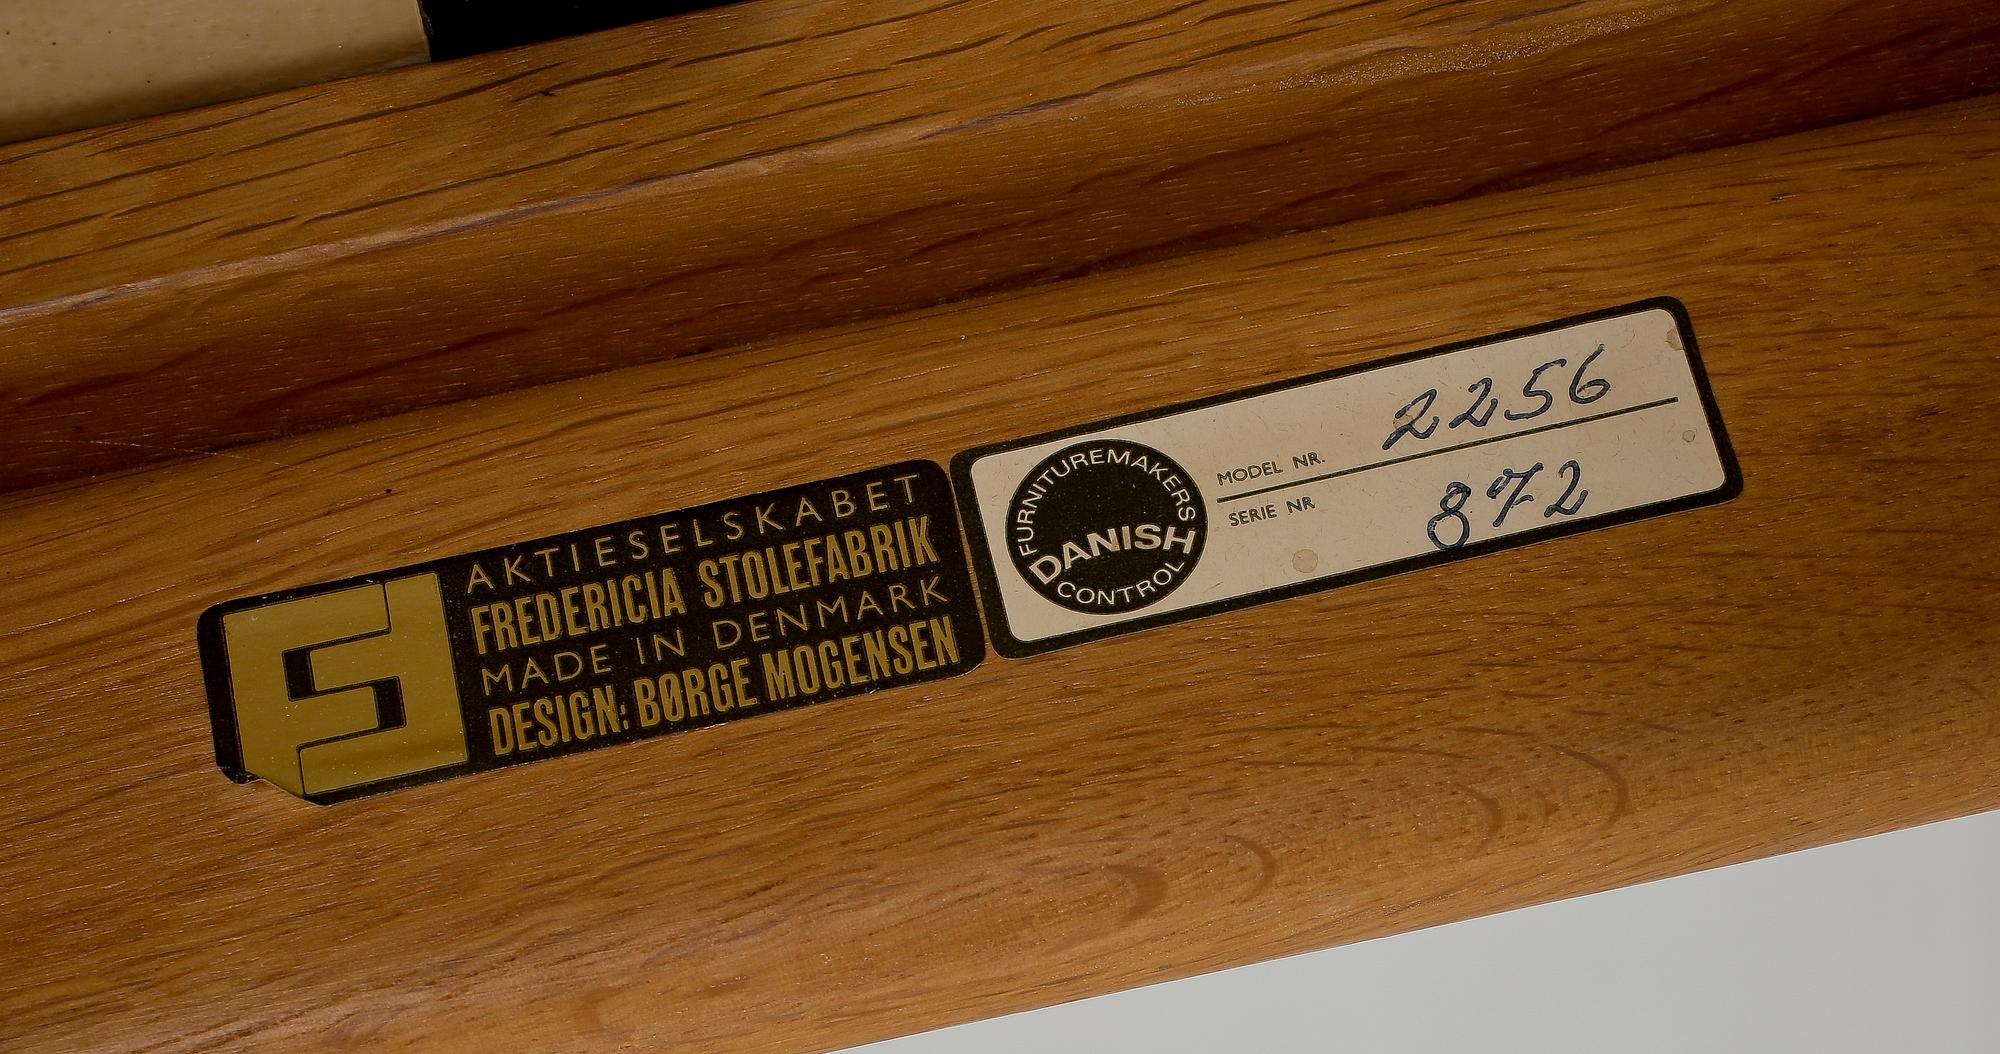 AKTIESELSKABET
FREDERICIA STOLEFABRIK
MADE IN DENMARK
DESIGN: BØRGE MOGENSEN
FURNITUREMAKERS
DANISH
CONTROL
MODEL NR. 2256
SERIE NR 872